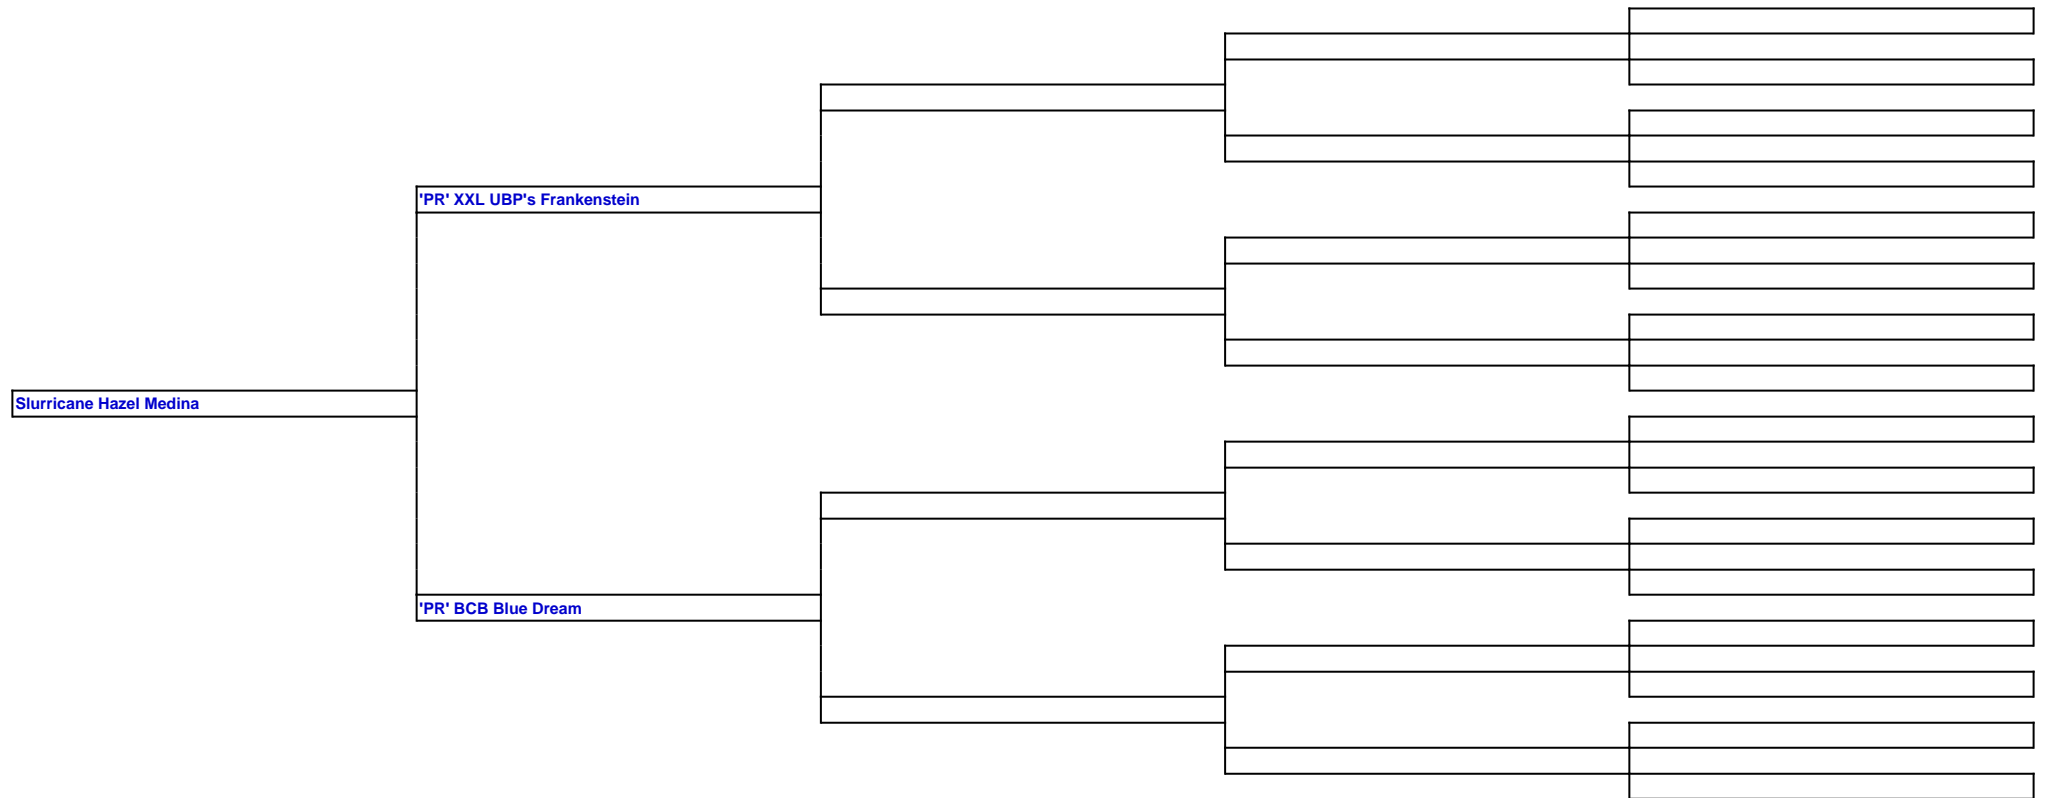 'PR' XXL UBP's Frankenstein
Slurricane Hazel Medina
'PR' BCB Blue Dream